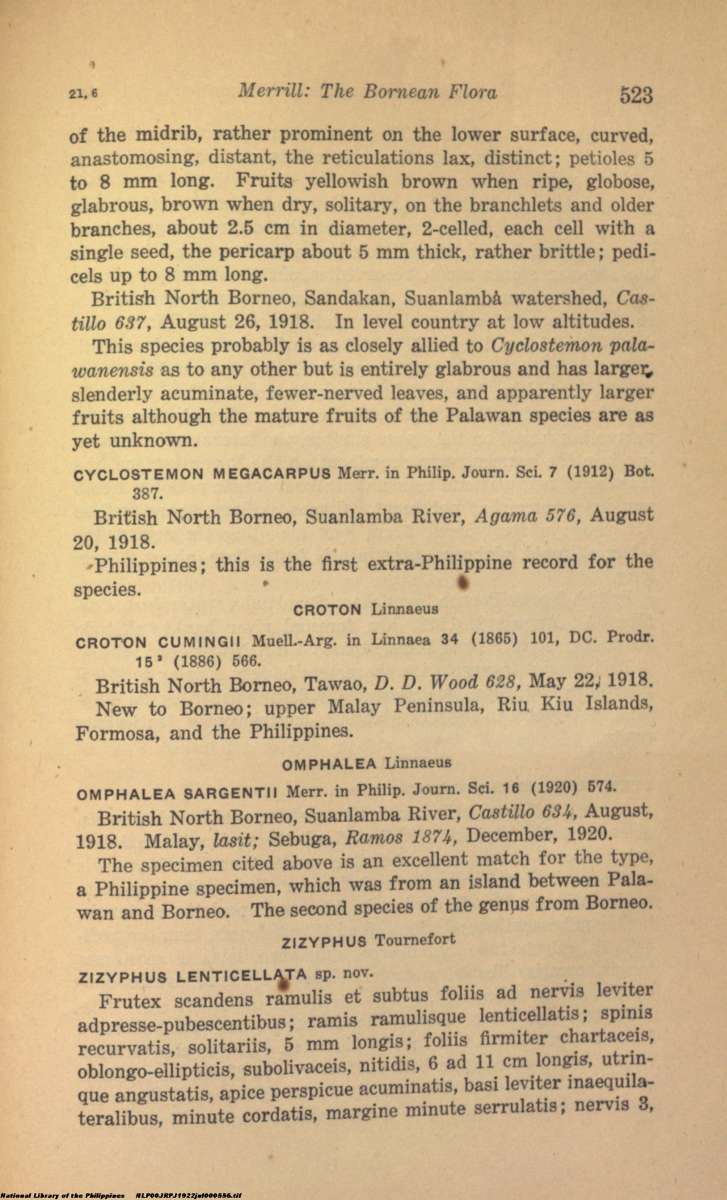 21, 6 Merrill: The Bornean Flora 523
of the midrib, rather prominent on the lower surface, curved,
anastomosing, distant, the reticulations lax, distinct; petioles 5
to 8 mm long. Fruits yellowish brown when ripe, globose,
glabrous, brown when dry, solitary, on the branchlets and older
branches, about 2.5 cm in diameter, 2-celled, each cell with a
single seed, the pericarp about 5 mm thick, rather brittle; pedi-
cels up to 8 mm long.
British North Borneo, Sandakan, Suanlamba watershed, Cas-
tillo 637, August 26, 1918. In level country at low altitudes.
This species probably is as closely allied to Cyclostemon pala-
wanensis as to any other but is entirely glabrous and has larger,
slenderly acuminate, fewer-nerved leaves, and apparently larger
fruits although the mature fruits of the Palawan species are as
yet unknown.
CYCLOSTEMON MEGACARPUS Merr. in Philip. Journ. Sci. 7 (1912) Bot.
387.
British North Borneo, Suanlamba River, Agama 576, August
20, 1918.
Philippines; this is the first extra-Philippine record for the
species.
CROTON Linnaeus
CROTON CUMINGII Muell.-Arg. in Linnaea 34 (1865) 101, DC. Prodr.
15² (1886) 566.
British North Borneo, Tawao, D. D. Wood 628, May 22, 1918.
New to Borneo; upper Malay Peninsula, Riu Kiu Islands,
Formosa, and the Philippines.
OMPHALEA Linnaeus
OMPHALEA SARGENTII Merr. in Philip. Journ. Sci. 16 (1920) 574.
British North Borneo, Suanlamba River, Castillo 634, August,
1918. Malay, lasit; Sebuga, Ramos 1874, December, 1920.
The specimen cited above is an excellent match for the type,
a Philippine specimen, which was from an island between Pala-
wan and Borneo. The second species of the genus from Borneo.
ZIZYPHUS Tournefort
ZIZYPHUS LENTICELLATA sp. nov.
Frutex scandens ramulis et subtus foliis ad nervis leviter
adpresse-pubescentibus; ramis ramulisque lenticellatis; spinis
recurvatis, solitariis, 5 mm longis; foliis firmiter chartaceis,
oblongo-ellipticis, subolivaceis, nitidis, 6 ad 11 cm longis, utrin-
que angustatis, apice perspicue acuminatis, basi leviter inaequila-
teralibus, minute cordatis, margine minute serrulatis; nervis 3,
National Library of the Philippines NLP00JRPJ1922jul000556.tif